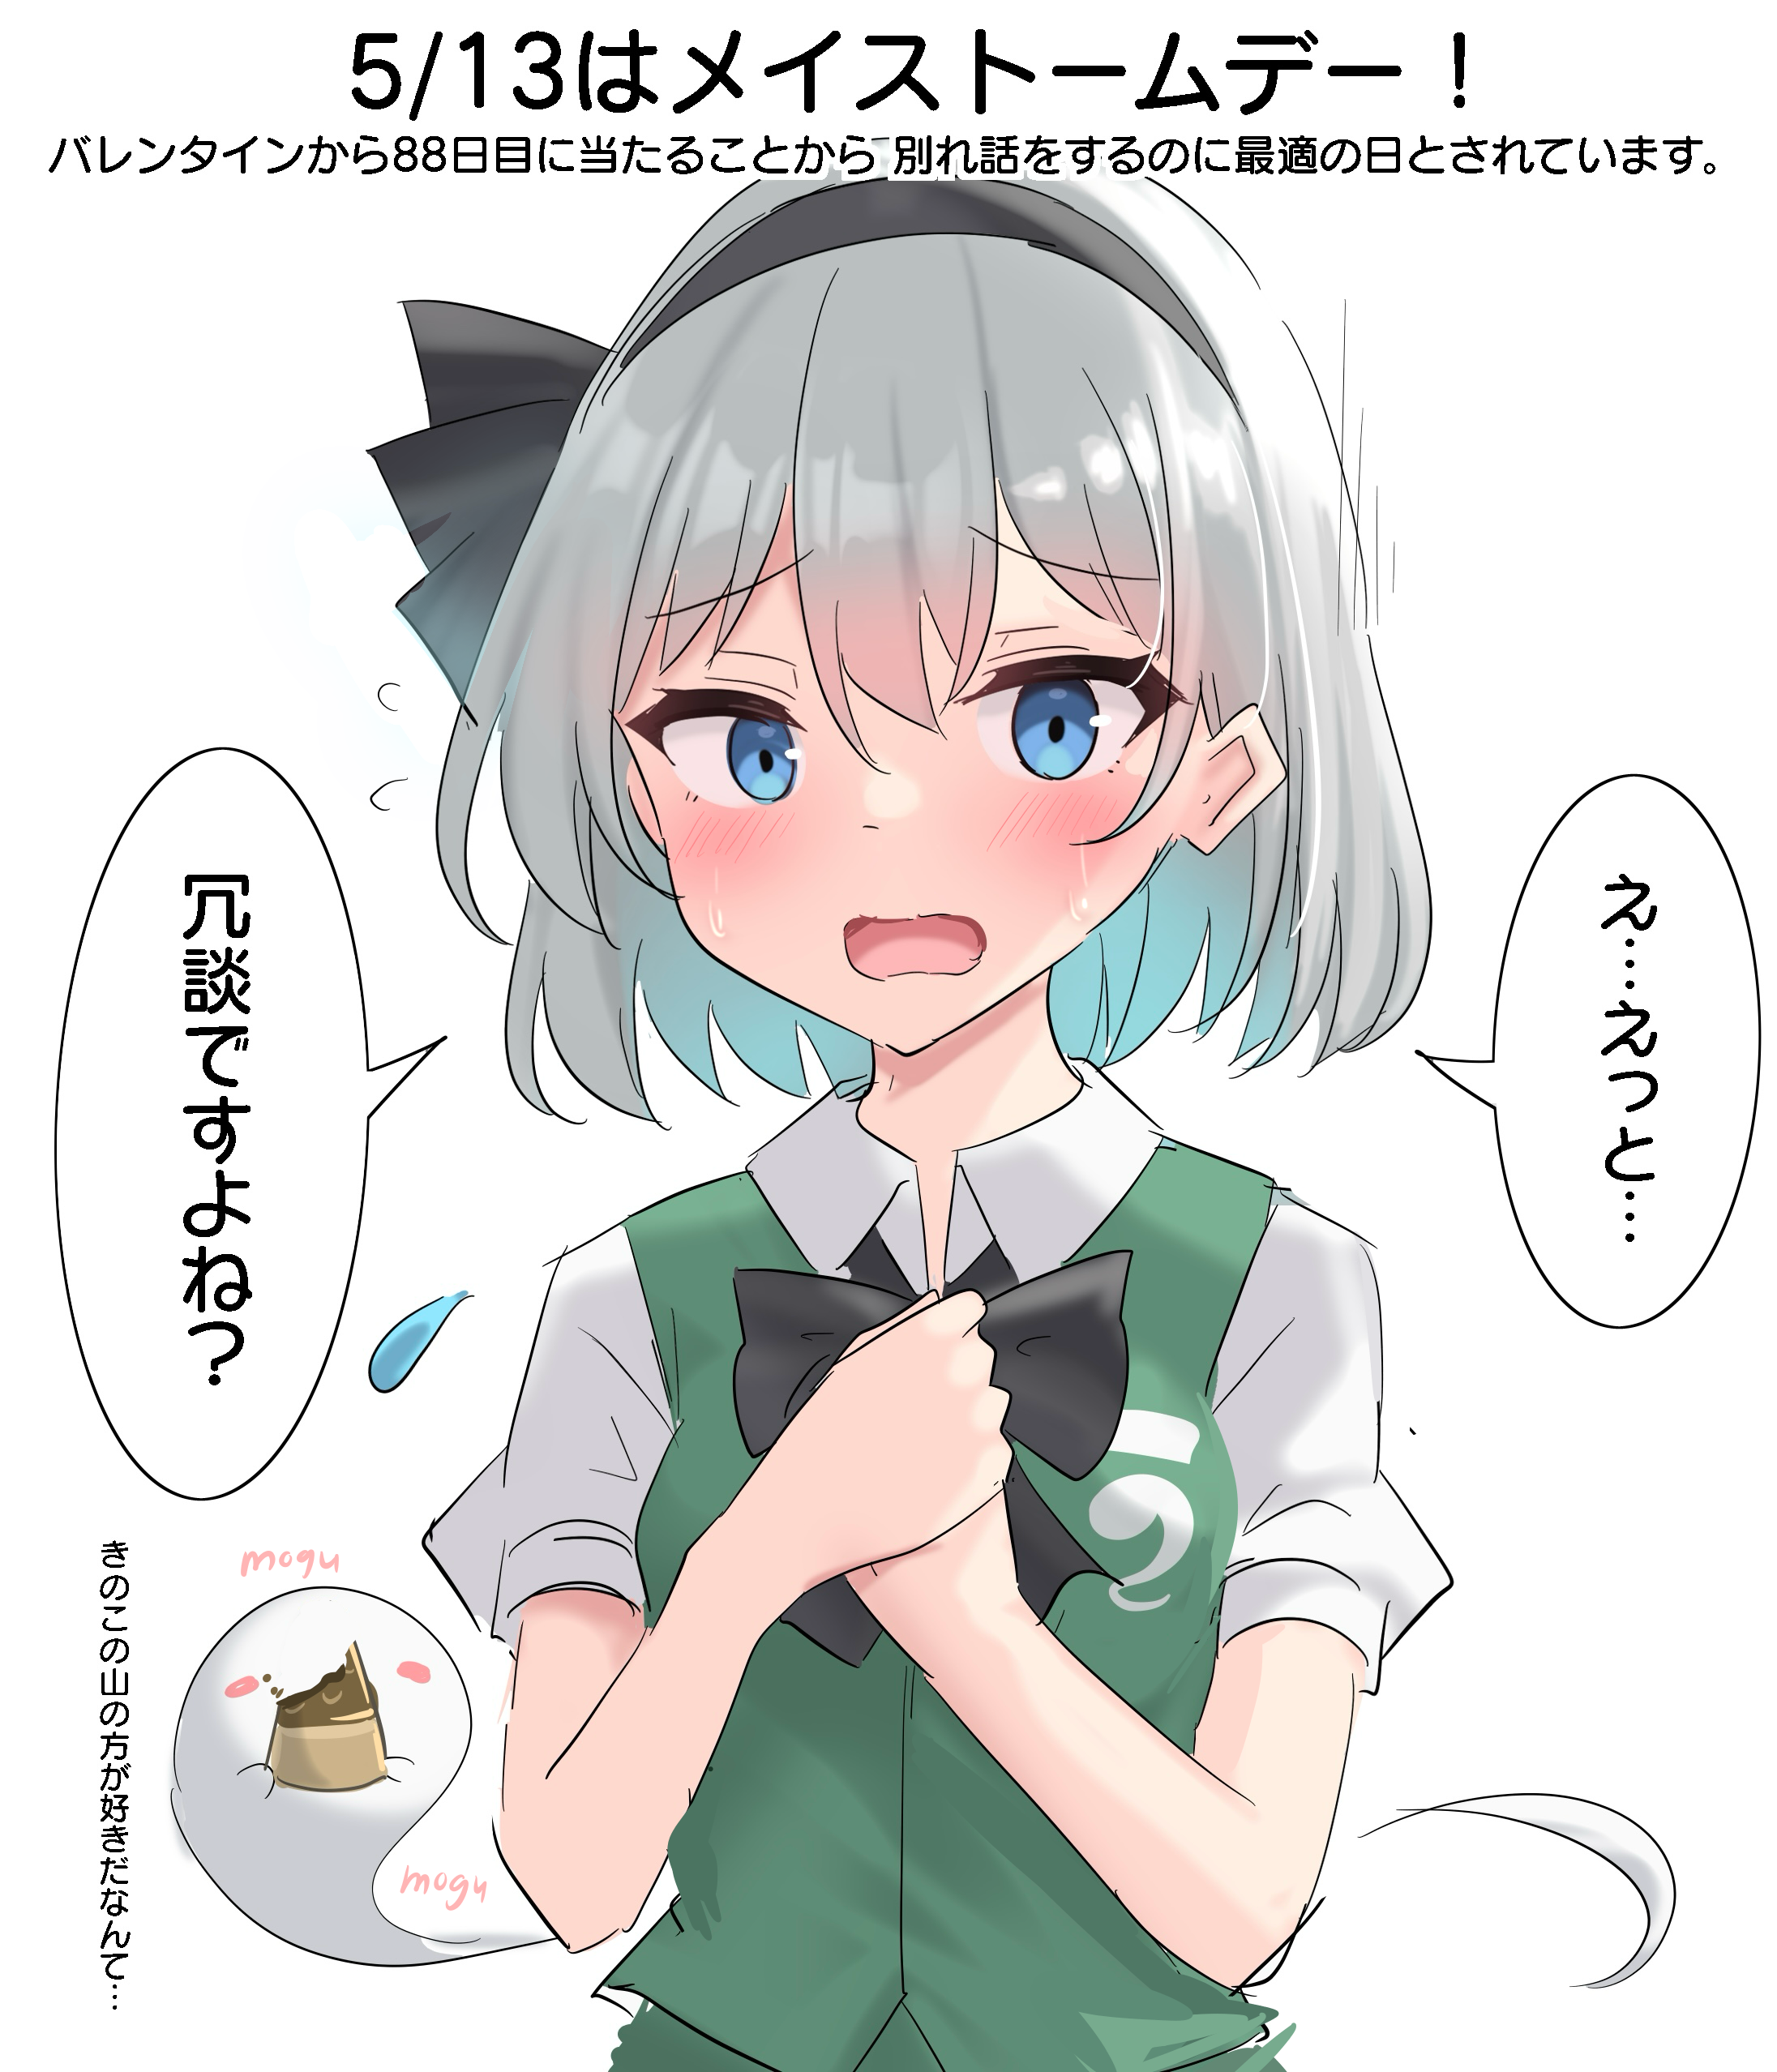 5/13はメイストームデー！
バレンタインから88日目に当たることから 別れ話をするのに最適の日とされています。
え…えっと…
冗談ですよね？
mogu
きのこの山の方が好きだなんて…
mogu